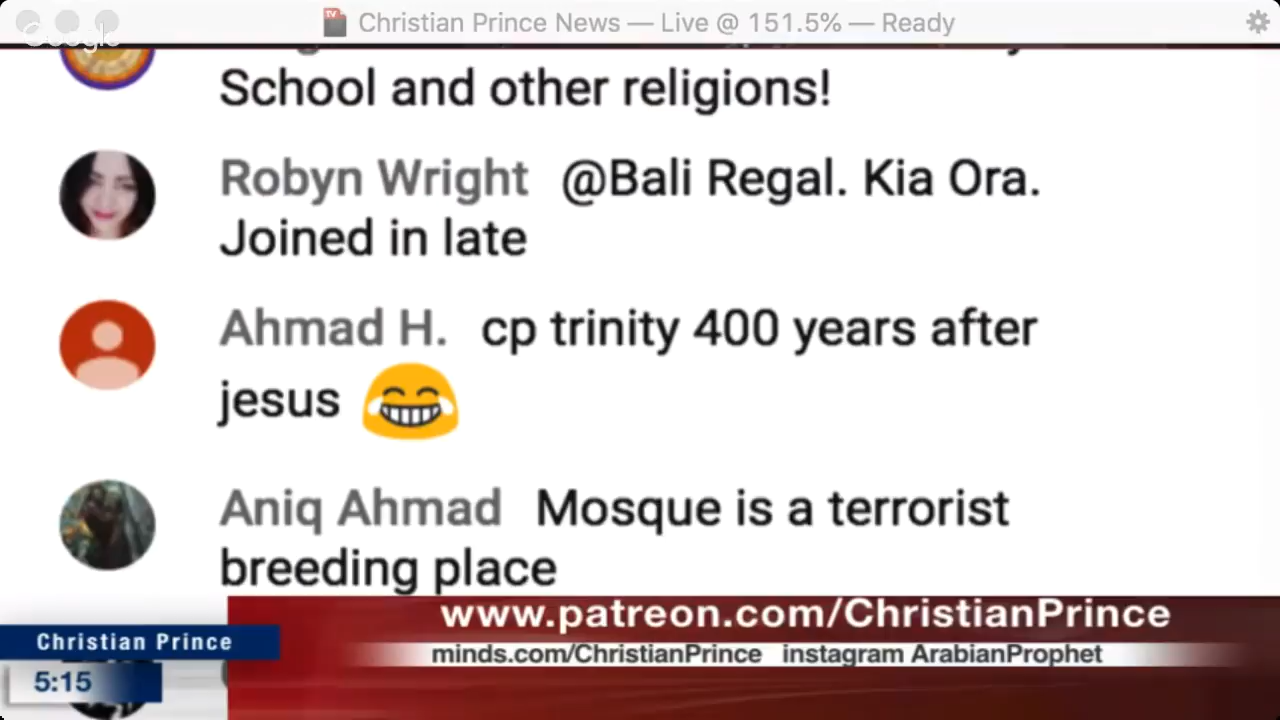 Christian Prince News — Live @ 151.5% — Ready
Google
School and other religions!
Robyn Wright @Bali Regal. Kia Ora.
Joined in late
Ahmad H. cp trinity 400 years after
jesus 😂
Aniq Ahmad Mosque is a terrorist
breeding place
www.patreon.com/ChristianPrince
Christian Prince
minds.com/ChristianPrince instagram ArabianProphet
5:15